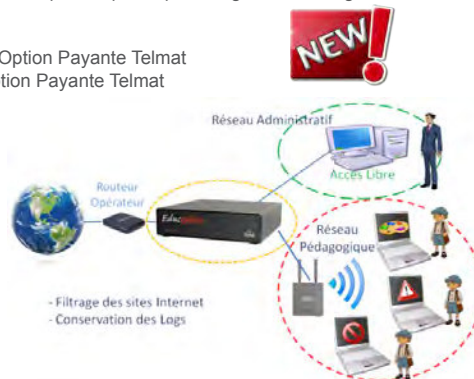 Option Payante Telmat
tion Payante Telmat
NEW!
Réseau Administratif
Accès Libre
Routeur
Opérateur
Réseau
Pédagogique
- Filtrage des sites Internet
- Conservation des Logs